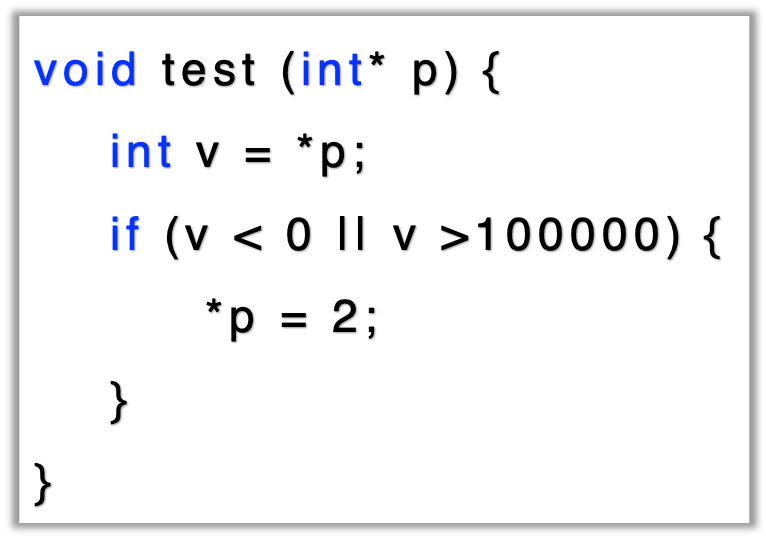 void test (int* p) {
int v = *p;
if (v < 0 || v >100000) {
*p = 2;
}
}